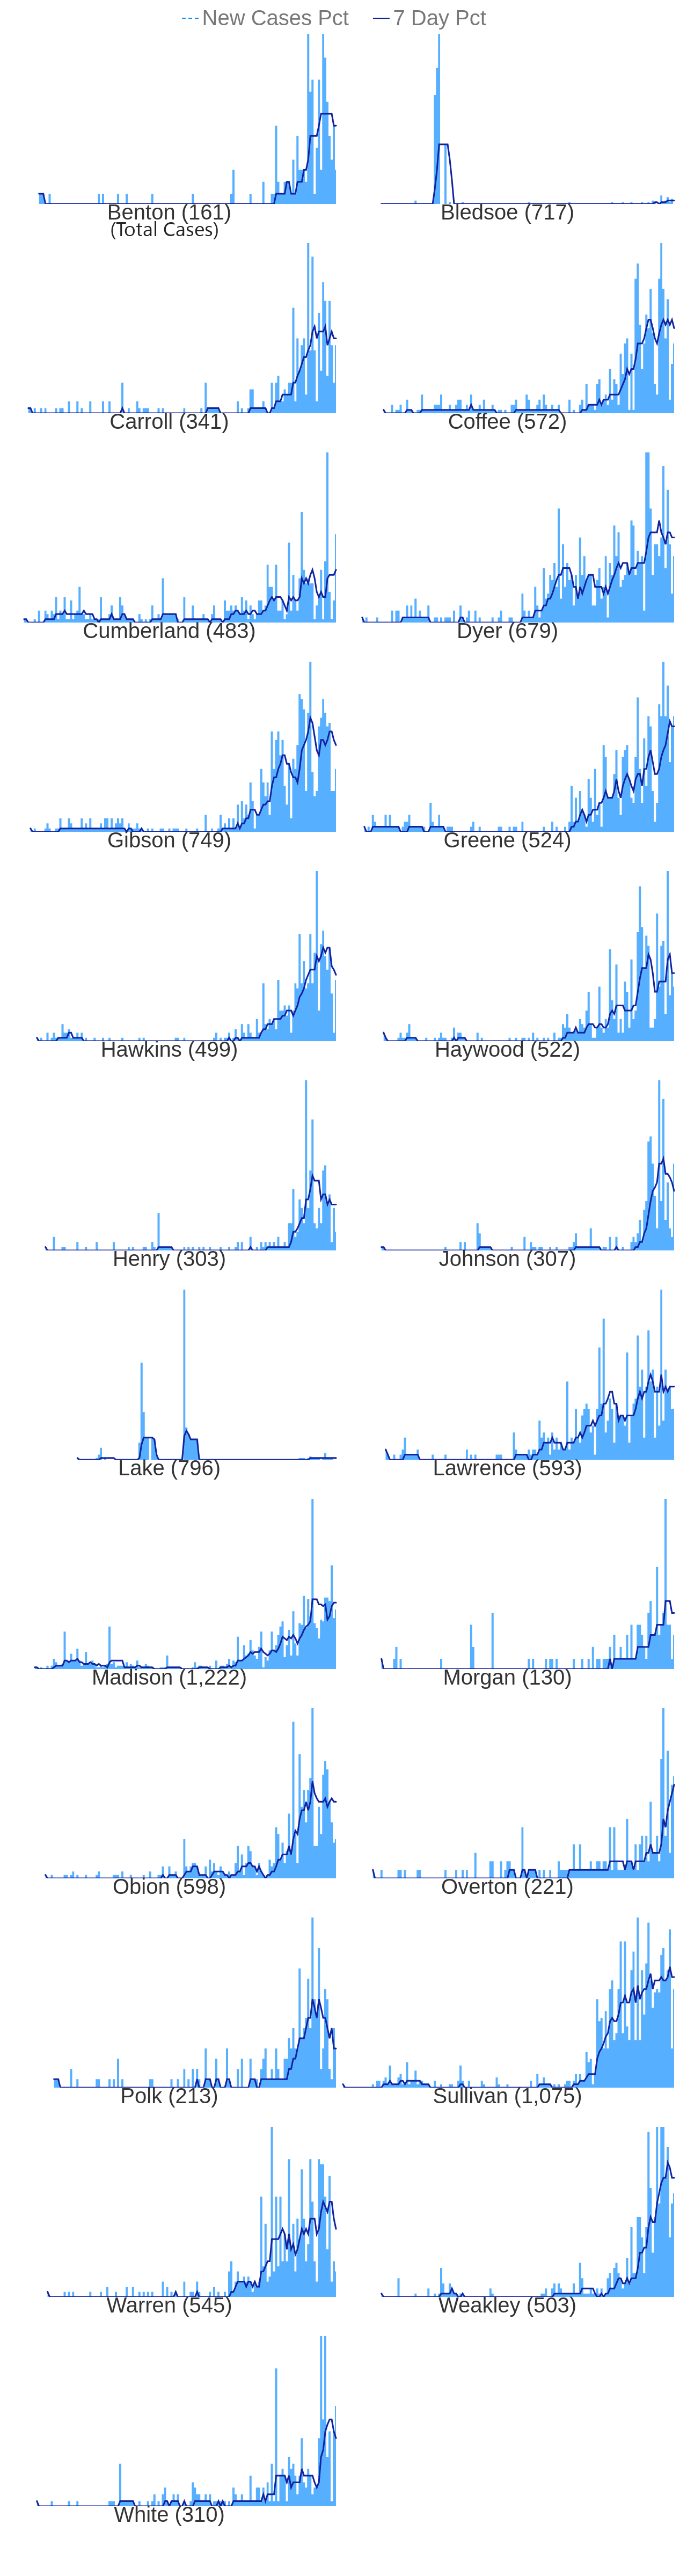 New Cases Pct 7 Day Pct
Benton (161) Bledsoe (717)
(Total Cases)
Carroll (341) Coffee (572)
Cumberland (483) Dyer (679)
Gibson (749) Greene (524)
Hawkins (499) Haywood (522)
Henry (303) Johnson (307)
Lake (796) Lawrence (593)
Madison (1,222) Morgan (130)
Obion (598) Overton (221)
Polk (213) Sullivan (1,075)
Warren (545) Weakley (503)
White (310)